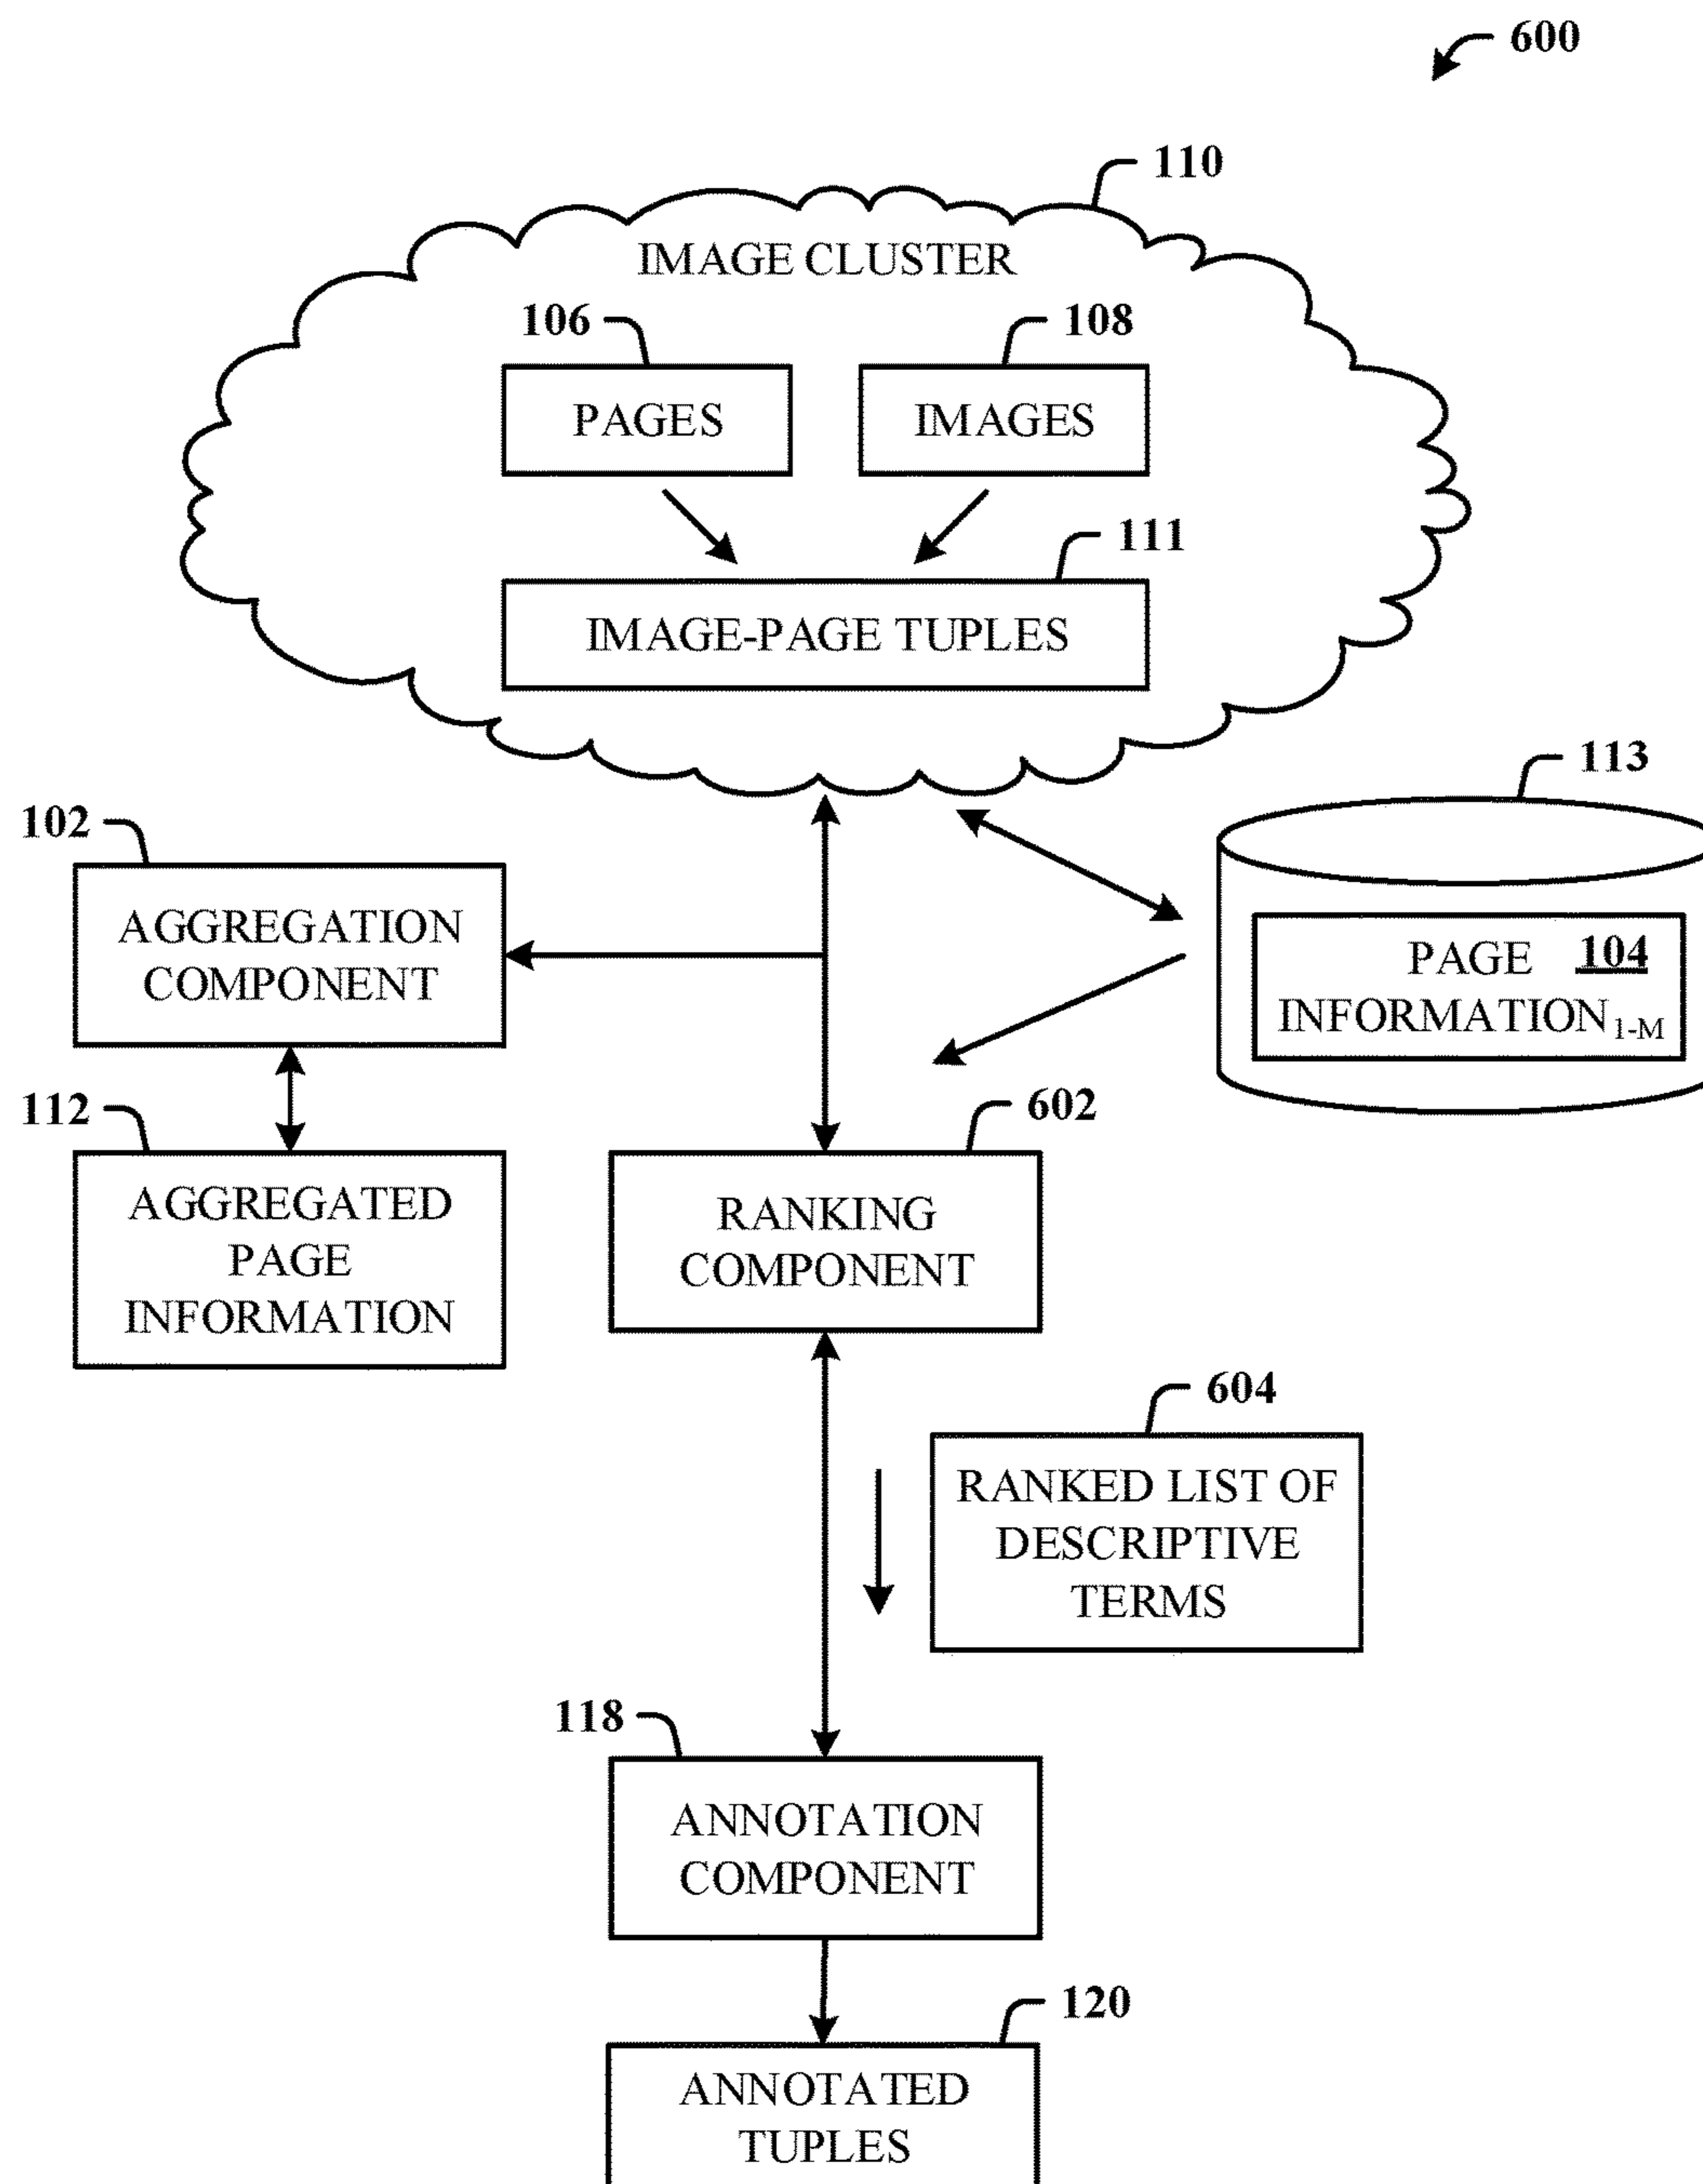 600
110
IMAGE CLUSTER
106
108
PAGES
IMAGES
111
IMAGE-PAGE TUPLES
113
102
AGGREGATION
COMPONENT
PAGE 104
INFORMATION1-M
112
602
AGGREGATED
PAGE
INFORMATION
RANKING
COMPONENT
604
RANKED LIST OF
DESCRIPTIVE
TERMS
118
ANNOTATION
COMPONENT
120
ANNOTATED
TUPLES